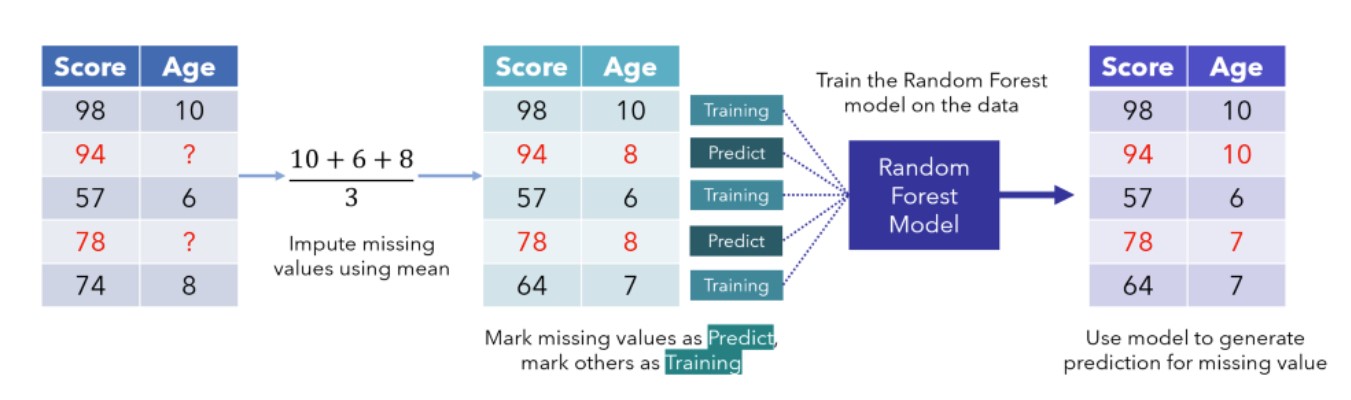 Score Age
98 10
94 ?
57 6
78 ?
74 8
10 + 6 + 8
3
Impute missing
values using mean
Score Age
98 10 Training
94 8 Predict
57 6 Training
78 8 Predict
64 7 Training
Mark missing values as Predict,
mark others as Training
Train the Random Forest
model on the data
Random
Forest
Model
Score Age
98 10
94 10
57 6
78 7
64 7
Use model to generate
prediction for missing value